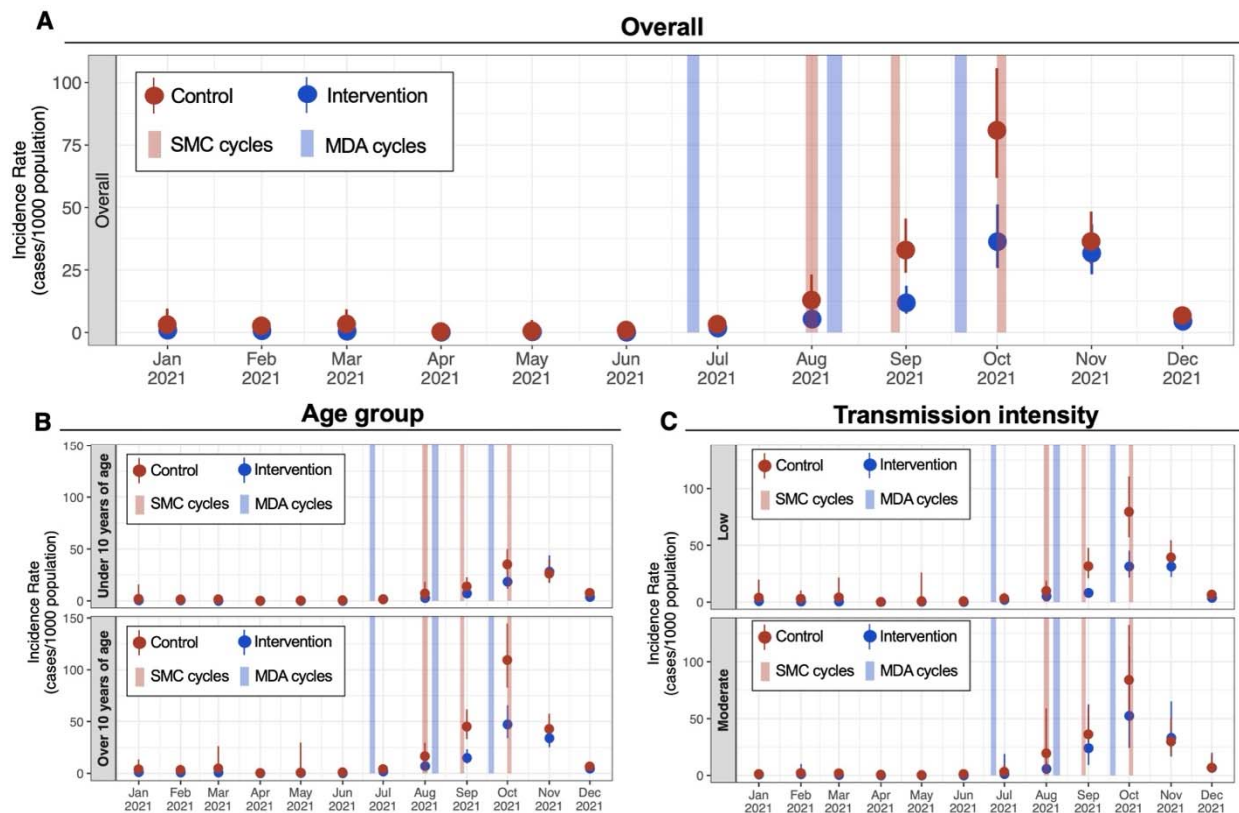 A
Overall
Incidence Rate
(cases/1000 population)
Overall
100
75
50
25
0
Control
Intervention
SMC cycles
MDA cycles
Jan Feb Mar Apr May Jun Jul Aug Sep Oct Nov Dec
2021 2021 2021 2021 2021 2021 2021 2021 2021 2021 2021 2021
B
Age group
Incidence Rate
(cases/1000 population)
Under 10 years of age
150
100
50
0
Control
Intervention
SMC cycles
MDA cycles
Over 10 years of age
150
100
50
0
Control
Intervention
SMC cycles
MDA cycles
Jan Feb Mar Apr May Jun Jul Aug Sep Oct Nov Dec
2021 2021 2021 2021 2021 2021 2021 2021 2021 2021 2021 2021
C
Transmission intensity
Incidence Rate
(cases/1000 population)
Low
100
50
0
Control
Intervention
SMC cycles
MDA cycles
Moderate
100
50
0
Control
Intervention
SMC cycles
MDA cycles
Jan Feb Mar Apr May Jun Jul Aug Sep Oct Nov Dec
2021 2021 2021 2021 2021 2021 2021 2021 2021 2021 2021 2021